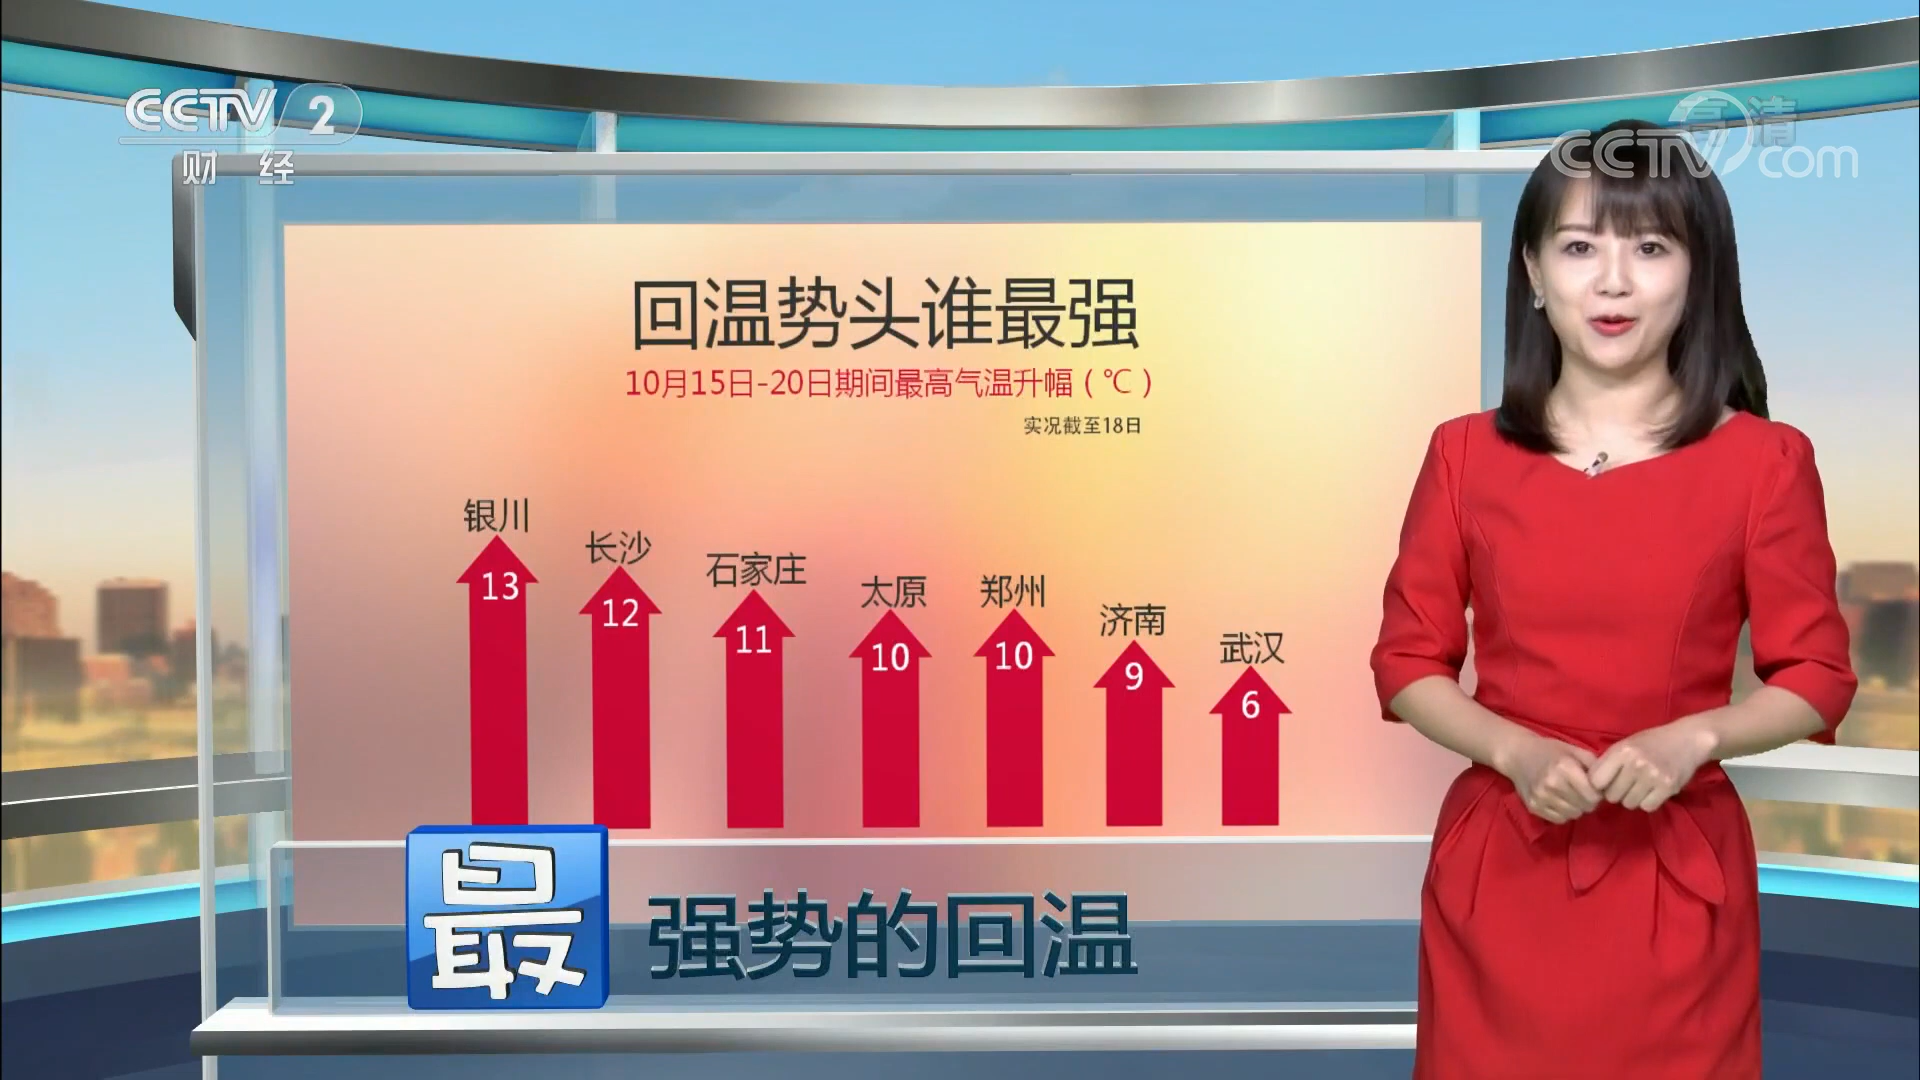 CCTV 2
财经
高清
CCTV.com
回温势头谁最强
10月15日-20日期间最高气温升幅（℃）
实况截至18日
银川
13
长沙
12
石家庄
11
太原
10
郑州
10
济南
9
武汉
6
最
强势的回温